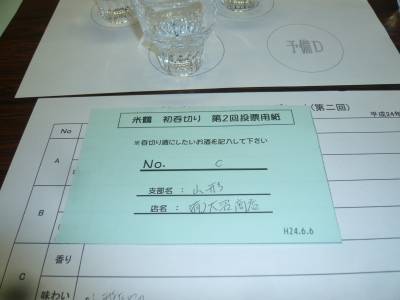 予備D
(第二回)
平成24年
No
A
B
C
香り
味わい
米鶴 初呑切り 第2回投票用紙
※呑切り酒にしたいお酒を記入して下さい
No. C
支部名: 山形
店名: (有)大沼商店
H24.6.6